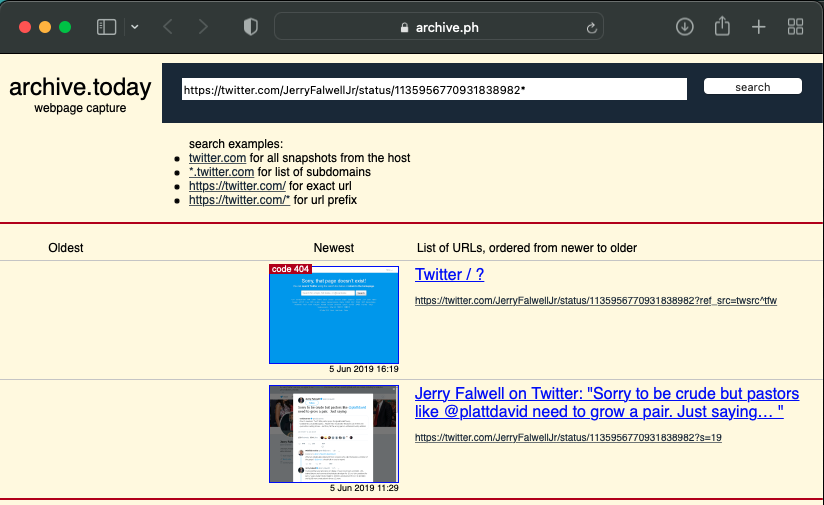 archive.ph
archive.today
webpage capture
https://twitter.com/JerryFalwellJr/status/1135956770931838982*
search
search examples:
twitter.com for all snapshots from the host
*.twitter.com for list of subdomains
https://twitter.com/ for exact url
https://twitter.com/* for url prefix
Oldest
Newest
List of URLs, ordered from newer to older
code 404
Sorry, that page doesn't exist!
5 Jun 2019 16:19
Twitter / ?
https://twitter.com/JerryFalwellJr/status/1135956770931838982?ref_src=twsrc^tfw
5 Jun 2019 11:29
Jerry Falwell on Twitter: "Sorry to be crude but pastors
like @plattdavid need to grow a pair. Just saying… "
https://twitter.com/JerryFalwellJr/status/1135956770931838982?s=19